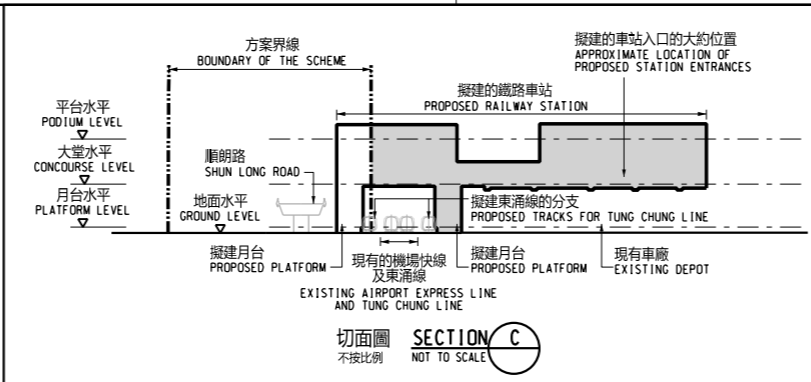 方案界線
BOUNDARY OF THE SCHEME
擬建的車站入口的大約位置
APPROXIMATE LOCATION OF
PROPOSED STATION ENTRANCES
擬建的鐵路車站
PROPOSED RAILWAY STATION
平台水平
PODIUM LEVEL
大堂水平
CONCOURSE LEVEL
順朗路
SHUN LONG ROAD
月台水平
PLATFORM LEVEL
地面水平
GROUND LEVEL
擬建東涌線的分支
PROPOSED TRACKS FOR TUNG CHUNG LINE
擬建月台
PROPOSED PLATFORM
現有的機場快線
及東涌線
EXISTING AIRPORT EXPRESS LINE
AND TUNG CHUNG LINE
擬建月台
PROPOSED PLATFORM
現有車廠
EXISTING DEPOT
切面圖 SECTION C
不按比例 NOT TO SCALE